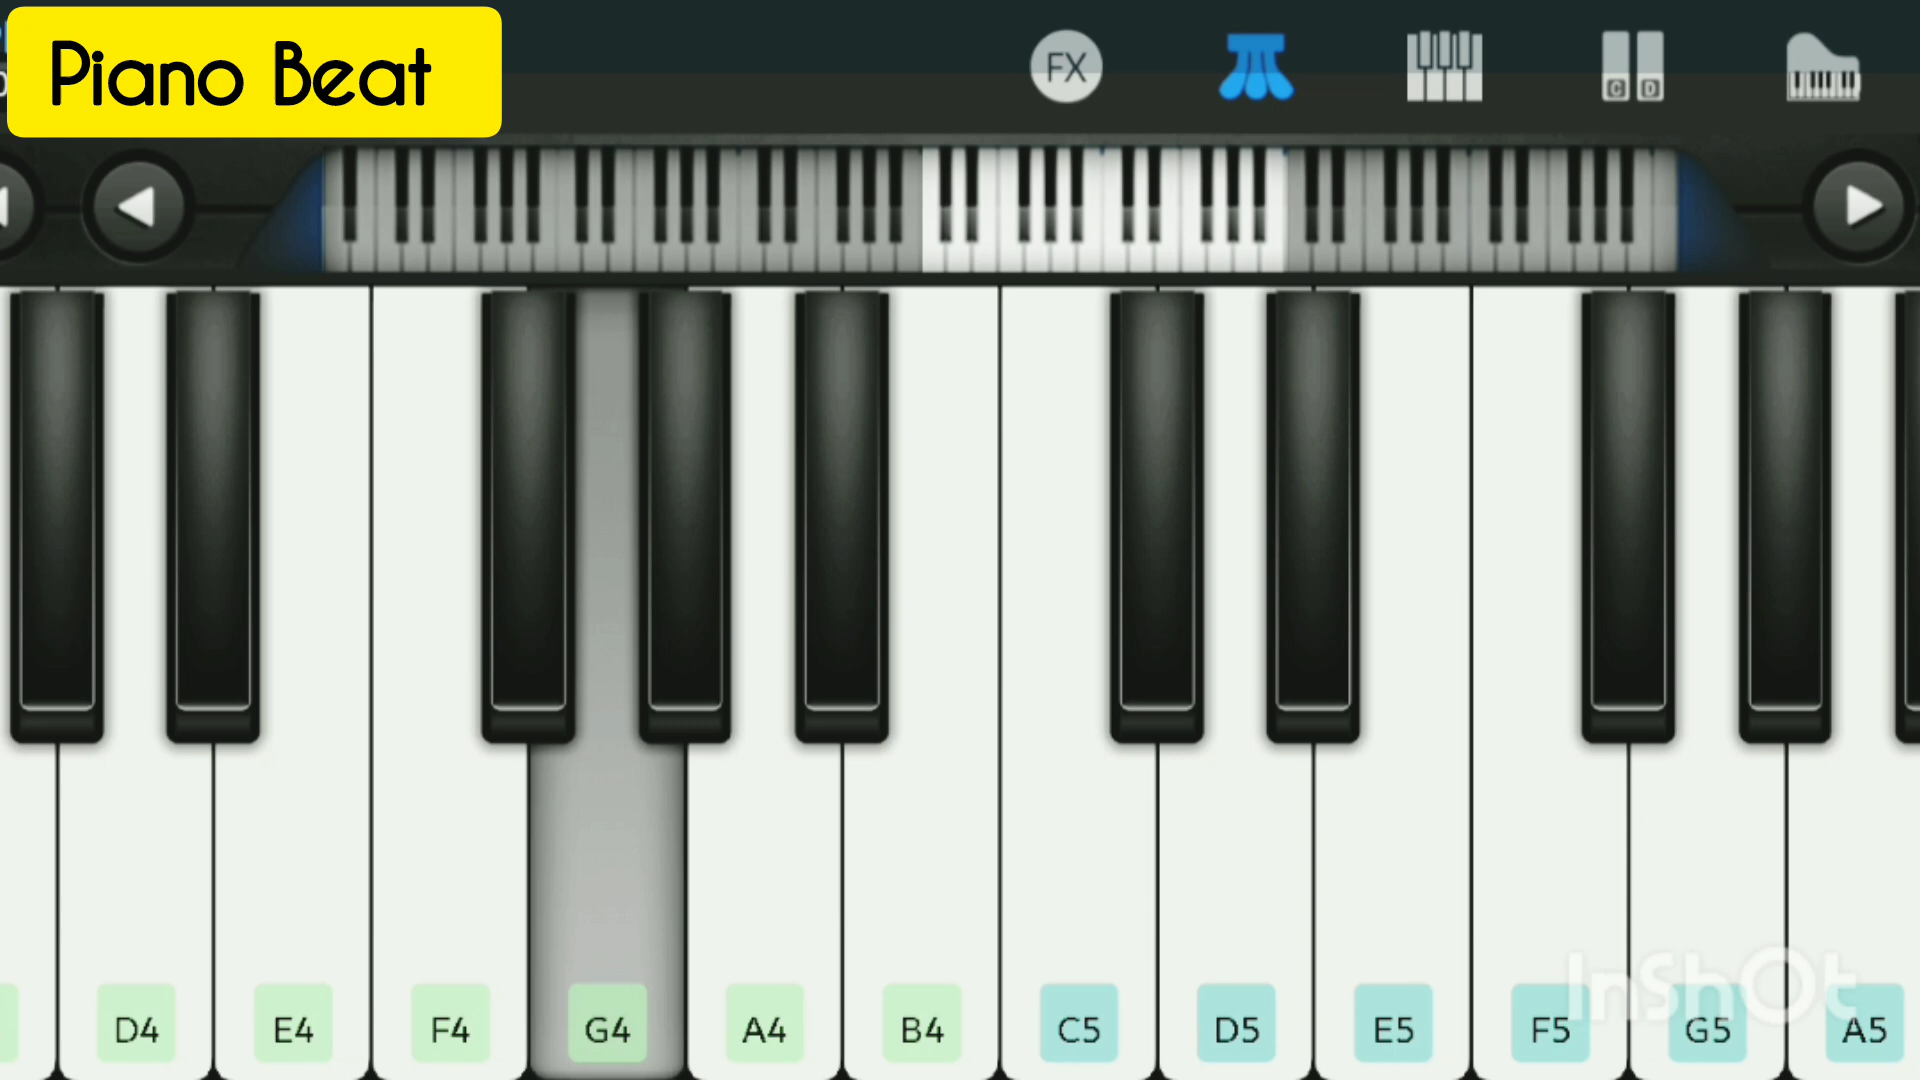 Piano Beat
FX
C D
D4 E4 F4 G4 A4 B4 C5 D5 E5 F5 G5 A5
InShOt